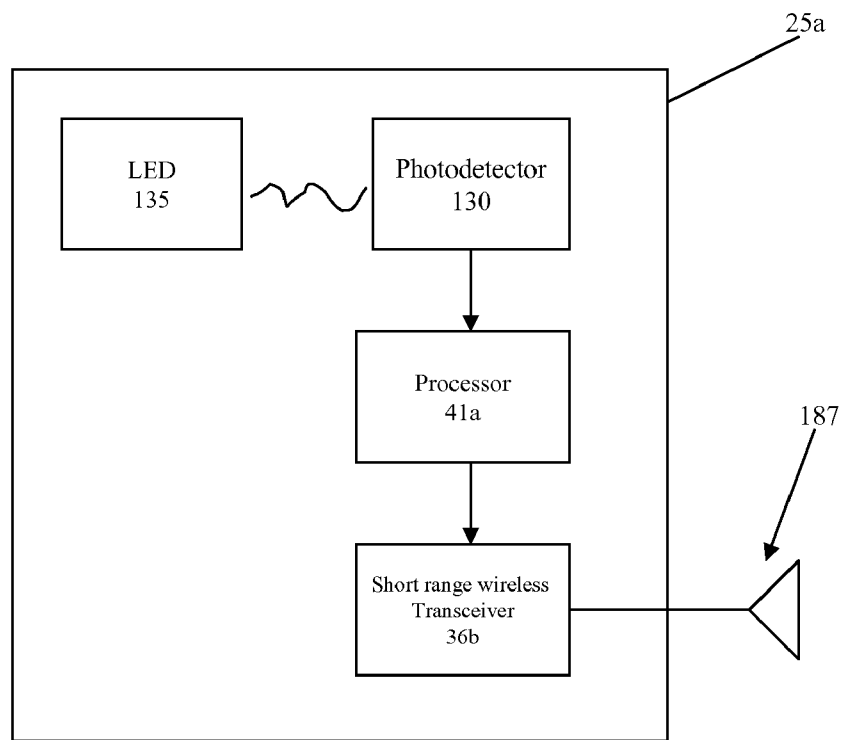 25a
LED
135
Photodetector
130
Processor
41a
187
Short range wireless
Transceiver
36b